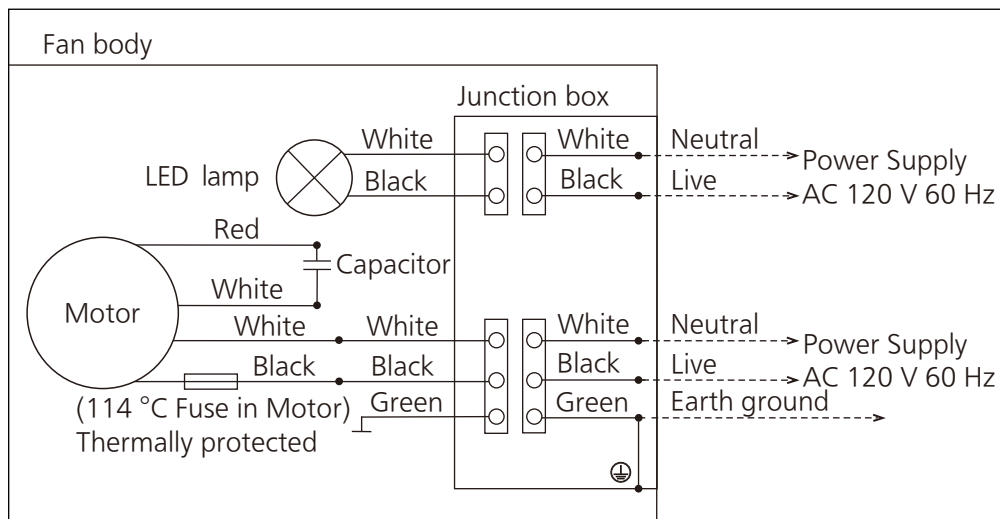 Fan body
Junction box
White
White
Neutral
LED lamp
Black
Black
Live
Power Supply
AC 120 V 60 Hz
Red
Capacitor
White
Motor
White
White
White
Neutral
Black
Black
Black
Live
Power Supply
AC 120 V 60 Hz
(114 °C Fuse in Motor)
Thermally protected
Green
Green
Earth ground